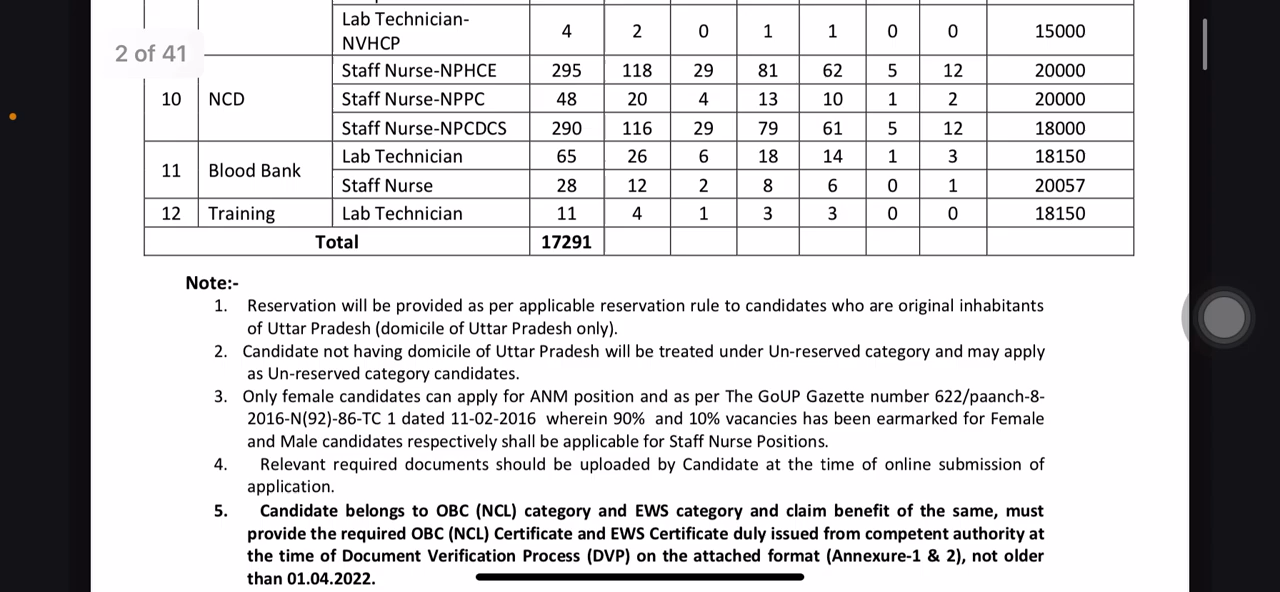 Lab Technician-
NVHCP 4 2 0 1 1 0 0 15000
2 of 41
Staff Nurse-NPHCE 295 118 29 81 62 5 12 20000
10 NCD Staff Nurse-NPPC 48 20 4 13 10 1 2 20000
Staff Nurse-NPCDCS 290 116 29 79 61 5 12 18000
11 Blood Bank Lab Technician 65 26 6 18 14 1 3 18150
Staff Nurse 28 12 2 8 6 0 1 20057
12 Training Lab Technician 11 4 1 3 3 0 0 18150
Total 17291
Note:-
1. Reservation will be provided as per applicable reservation rule to candidates who are original inhabitants
of Uttar Pradesh (domicile of Uttar Pradesh only).
2. Candidate not having domicile of Uttar Pradesh will be treated under Un-reserved category and may apply
as Un-reserved category candidates.
3. Only female candidates can apply for ANM position and as per The GoUP Gazette number 622/paanch-8-
2016-N(92)-86-TC 1 dated 11-02-2016 wherein 90% and 10% vacancies has been earmarked for Female
and Male candidates respectively shall be applicable for Staff Nurse Positions.
4. Relevant required documents should be uploaded by Candidate at the time of online submission of
application.
5. Candidate belongs to OBC (NCL) category and EWS category and claim benefit of the same, must
provide the required OBC (NCL) Certificate and EWS Certificate duly issued from competent authority at
the time of Document Verification Process (DVP) on the attached format (Annexure-1 & 2), not older
than 01.04.2022.